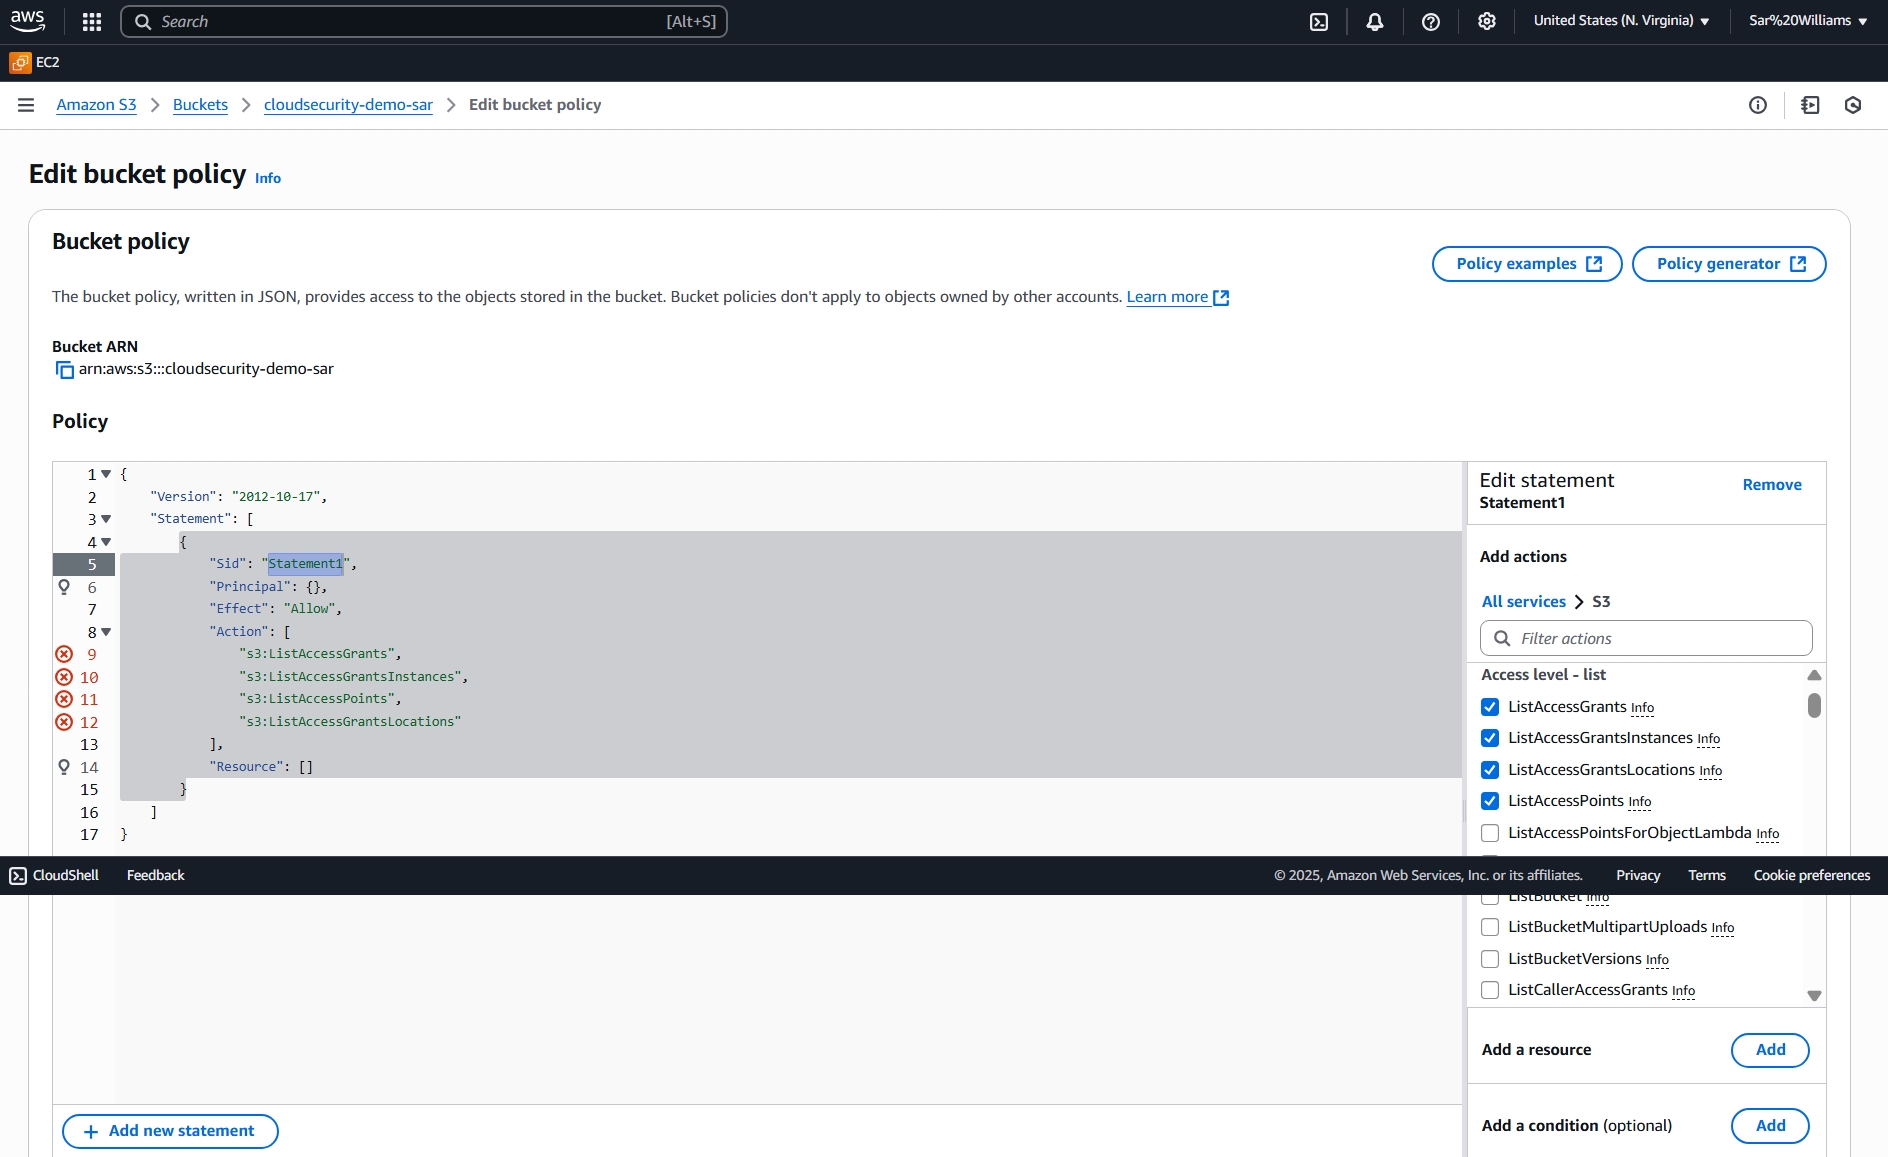 aws
Search [Alt+S]
United States (N. Virginia)
Sar%20Williams
EC2
Amazon S3
Buckets
cloudsecurity-demo-sar
Edit bucket policy
Edit bucket policy Info
Bucket policy
Policy examples
Policy generator
The bucket policy, written in JSON, provides access to the objects stored in the bucket. Bucket policies don't apply to objects owned by other accounts. Learn more
Bucket ARN
arn:aws:s3:::cloudsecurity-demo-sar
Policy
1 {
2 "Version": "2012-10-17",
3 "Statement": [
4 {
5 "Sid": "Statement1",
6 "Principal": {},
7 "Effect": "Allow",
8 "Action": [
9 "s3:ListAccessGrants",
10 "s3:ListAccessGrantsInstances",
11 "s3:ListAccessPoints",
12 "s3:ListAccessGrantsLocations"
13 ],
14 "Resource": []
15 }
16 ]
17 }
Edit statement
Statement1
Remove
Add actions
All services > S3
Filter actions
Access level - list
ListAccessGrants Info
ListAccessGrantsInstances Info
ListAccessGrantsLocations Info
ListAccessPoints Info
ListAccessPointsForObjectLambda Info
CloudShell
Feedback
© 2025, Amazon Web Services, Inc. or its affiliates.
Privacy
Terms
Cookie preferences
ListBucket Info
ListBucketMultipartUploads Info
ListBucketVersions Info
ListCallerAccessGrants Info
Add a resource
Add
Add a condition (optional)
Add
+ Add new statement